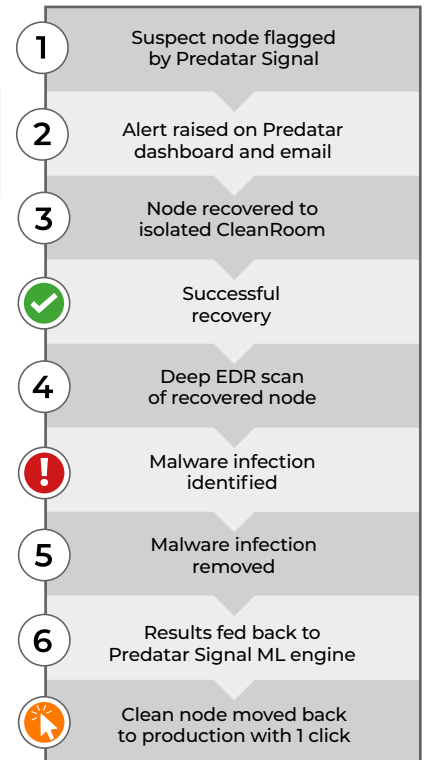 1
Suspect node flagged
by Predatar Signal
2
Alert raised on Predatar
dashboard and email
3
Node recovered to
isolated CleanRoom
Successful
recovery
4
Deep EDR scan
of recovered node
!
Malware infection
identified
5
Malware infection
removed
6
Results fed back to
Predatar Signal ML engine
Clean node moved back
to production with 1 click